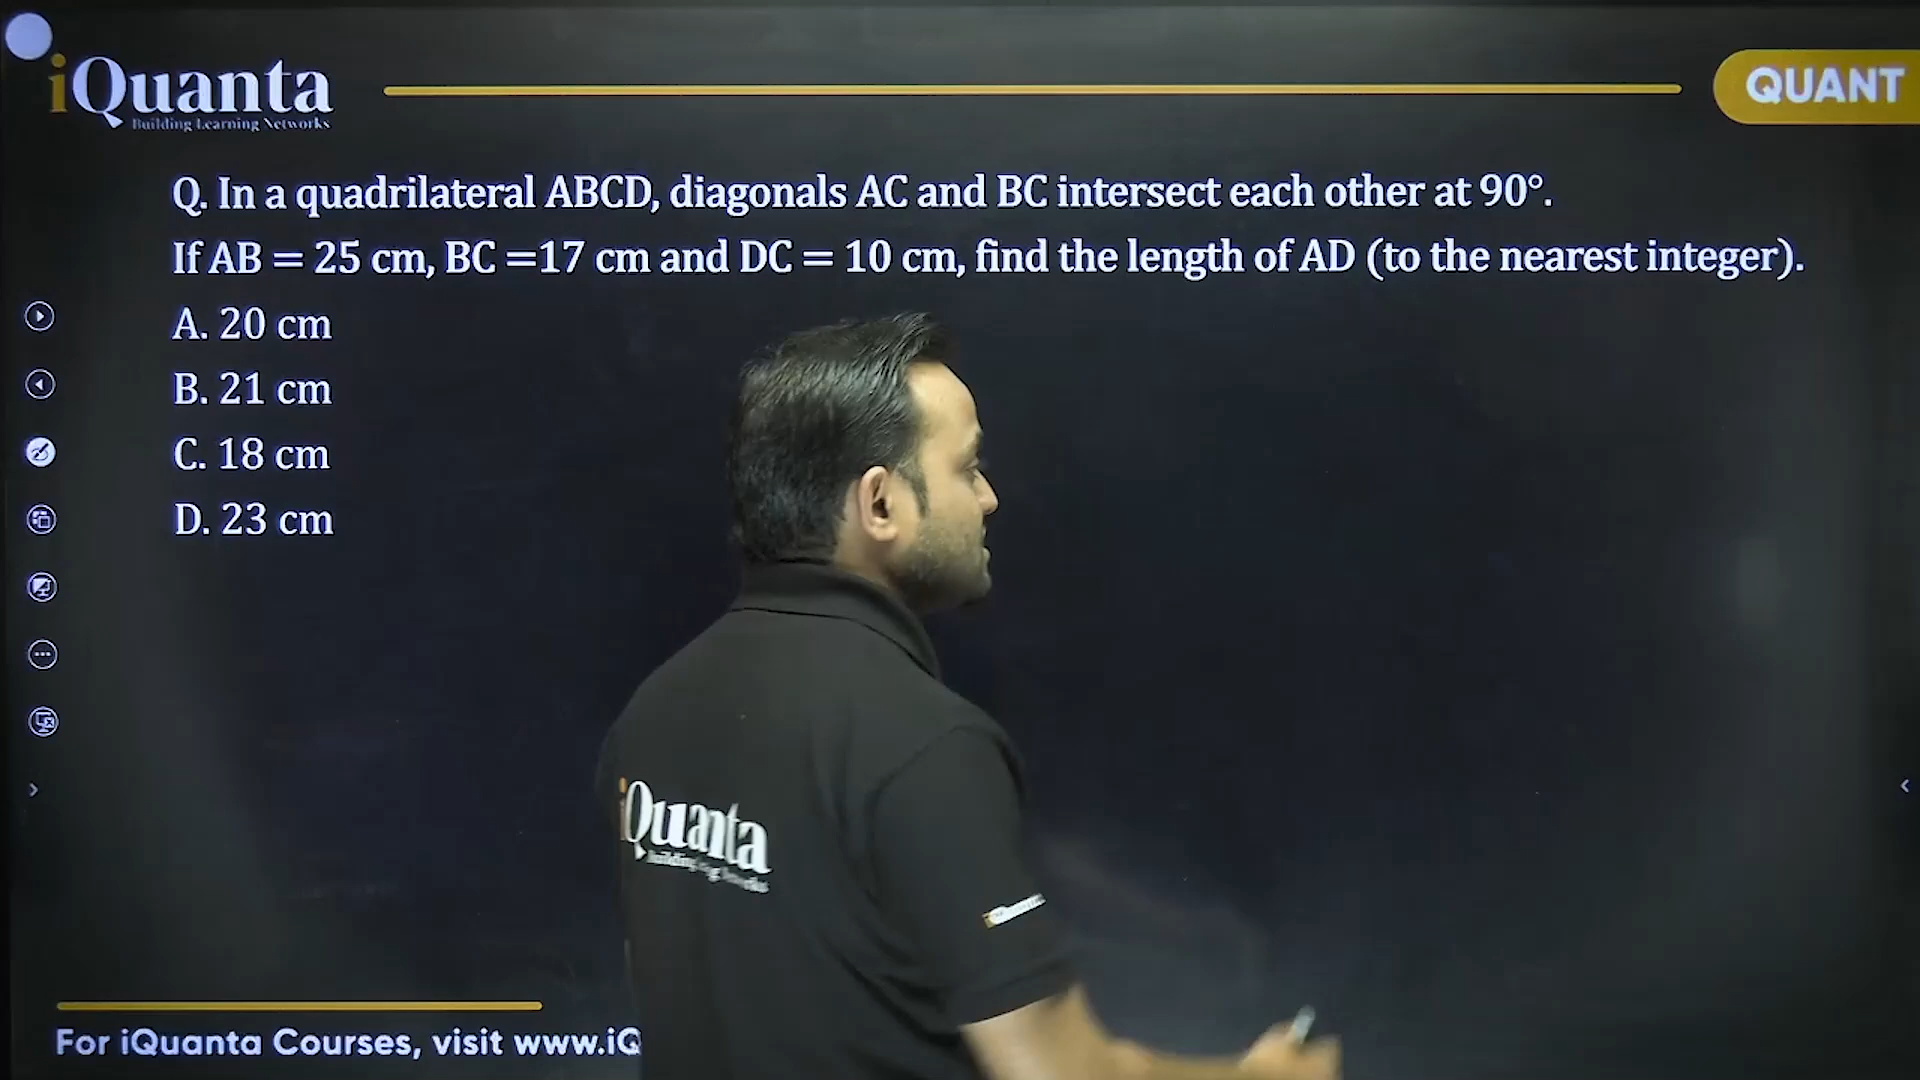 iQuanta
Building Learning Networks
QUANT
Q. In a quadrilateral ABCD, diagonals AC and BC intersect each other at 90°.
If AB = 25 cm, BC =17 cm and DC = 10 cm, find the length of AD (to the nearest integer).
A. 20 cm
B. 21 cm
C. 18 cm
D. 23 cm
iQuanta
For iQuanta Courses, visit www.iQ